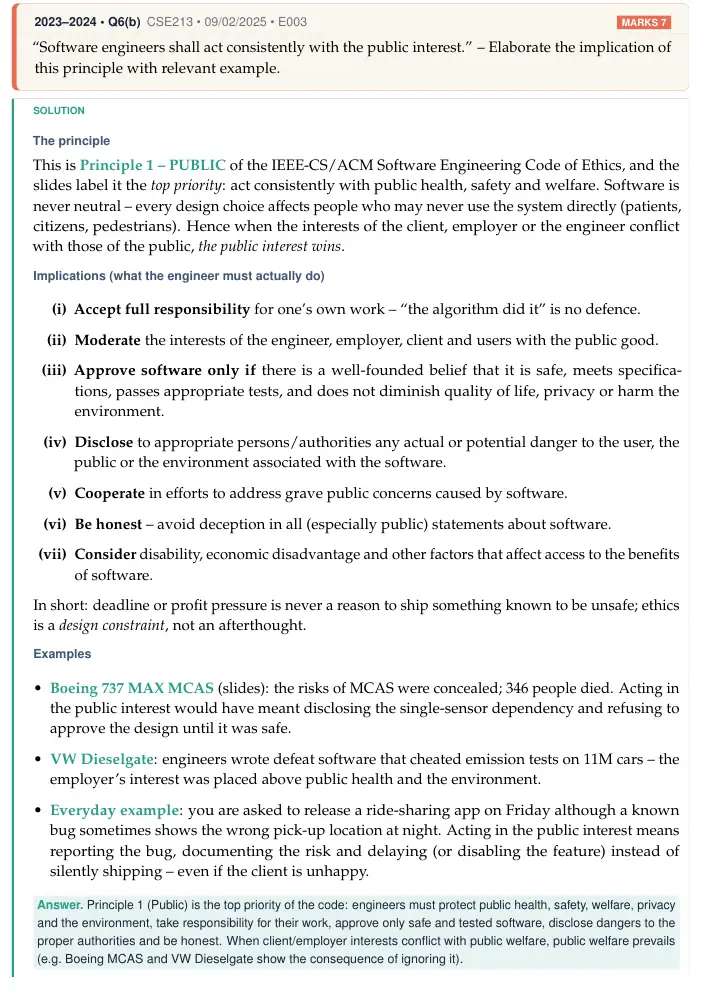 2023–2024 • Q6(b) CSE213 • 09/02/2025 • E003 MARKS 7
“Software engineers shall act consistently with the public interest.” – Elaborate the implication of
this principle with relevant example.
SOLUTION
The principle
This is Principle 1 – PUBLIC of the IEEE-CS/ACM Software Engineering Code of Ethics, and the
slides label it the top priority: act consistently with public health, safety and welfare. Software is
never neutral – every design choice affects people who may never use the system directly (patients,
citizens, pedestrians). Hence when the interests of the client, employer or the engineer conflict
with those of the public, the public interest wins.
Implications (what the engineer must actually do)
(i) Accept full responsibility for one’s own work – “the algorithm did it” is no defence.
(ii) Moderate the interests of the engineer, employer, client and users with the public good.
(iii) Approve software only if there is a well-founded belief that it is safe, meets specifica-
tions, passes appropriate tests, and does not diminish quality of life, privacy or harm the
environment.
(iv) Disclose to appropriate persons/authorities any actual or potential danger to the user, the
public or the environment associated with the software.
(v) Cooperate in efforts to address grave public concerns caused by software.
(vi) Be honest – avoid deception in all (especially public) statements about software.
(vii) Consider disability, economic disadvantage and other factors that affect access to the benefits
of software.
In short: deadline or profit pressure is never a reason to ship something known to be unsafe; ethics
is a design constraint, not an afterthought.
Examples
• Boeing 737 MAX MCAS (slides): the risks of MCAS were concealed; 346 people died. Acting in
the public interest would have meant disclosing the single-sensor dependency and refusing to
approve the design until it was safe.
• VW Dieselgate: engineers wrote defeat software that cheated emission tests on 11M cars – the
employer’s interest was placed above public health and the environment.
• Everyday example: you are asked to release a ride-sharing app on Friday although a known
bug sometimes shows the wrong pick-up location at night. Acting in the public interest means
reporting the bug, documenting the risk and delaying (or disabling the feature) instead of
silently shipping – even if the client is unhappy.
Answer. Principle 1 (Public) is the top priority of the code: engineers must protect public health, safety, welfare, privacy
and the environment, take responsibility for their work, approve only safe and tested software, disclose dangers to the
proper authorities and be honest. When client/employer interests conflict with public welfare, public welfare prevails
(e.g. Boeing MCAS and VW Dieselgate show the consequence of ignoring it).